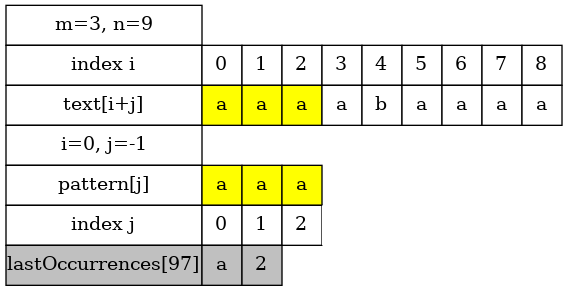 m=3, n=9
index i 0 1 2 3 4 5 6 7 8
text[i+j] a a a a b a a a a
i=0, j=-1
pattern[j] a a a
index j 0 1 2
lastOccurrences[97] a 2